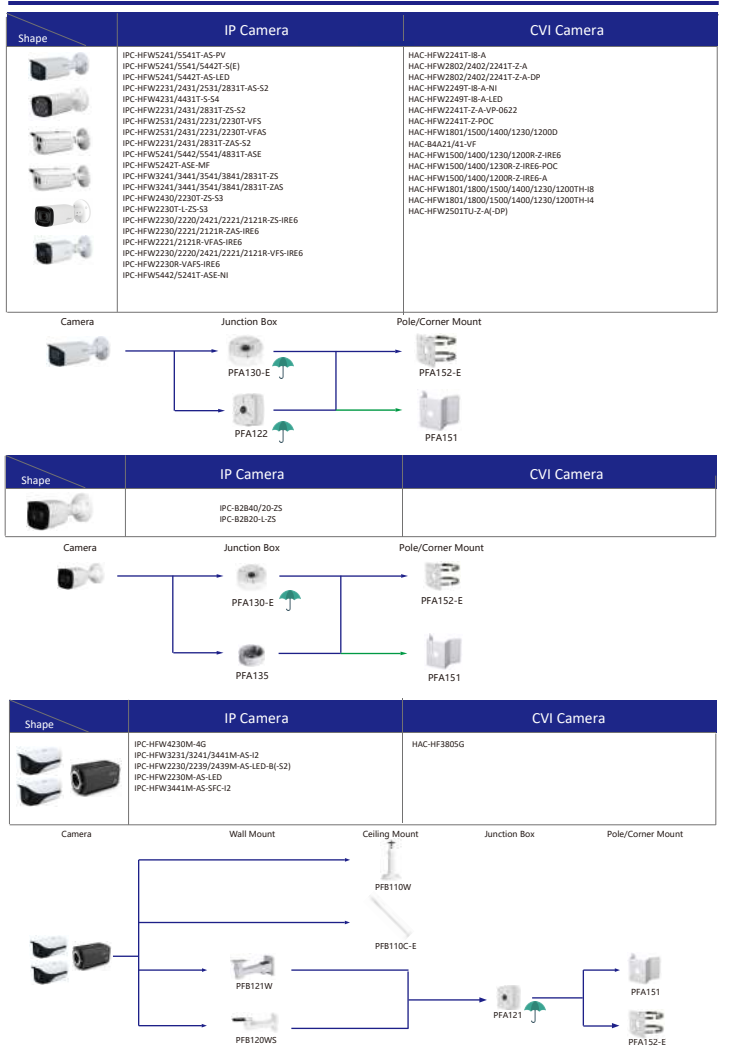 Shape
IP Camera
CVI Camera
IPC-HFW5241/5541T-AS-PV
IPC-HFW5241/5541/5442T-S(E)
IPC-HFW5241/5442T-AS-LED
IPC-HFW2231/2431/2531/2831T-AS-S2
IPC-HFW4231/4431T-S-S4
IPC-HFW2231/2431/2831T-ZS-S2
IPC-HFW2531/2431/2231/2230T-VFS
IPC-HFW2531/2431/2231/2230T-VFAS
IPC-HFW2231/2431/2831T-ZAS-S2
IPC-HFW5241/5442/5541/4831T-ASE
IPC-HFW5242T-ASE-MF
IPC-HFW3241/3441/3541/3841/2831T-ZS
IPC-HFW3241/3441/3541/3841/2831T-ZAS
IPC-HFW2430/2230T-ZS-S3
IPC-HFW2230T-L-ZS-S3
IPC-HFW2230/2220/2421/2221/2121R-ZS-IRE6
IPC-HFW2230/2221/2121R-ZAS-IRE6
IPC-HFW2221/2121R-VFAS-IRE6
IPC-HFW2230/2220/2421/2221/2121R-VFS-IRE6
IPC-HFW2230R-VAFS-IRE6
IPC-HFW5442/5241T-ASE-NI
HAC-HFW2241T-I8-A
HAC-HFW2802/2402/2241T-Z-A
HAC-HFW2802/2402/2241T-Z-A-DP
HAC-HFW2249T-I8-A-NI
HAC-HFW2249T-I8-A-LED
HAC-HFW2241T-Z-A-VP-0622
HAC-HFW2241T-Z-POC
HAC-HFW1801/1500/1400/1230/1200D
HAC-B4A21/41-VF
HAC-HFW1500/1400/1230/1200R-Z-IRE6
HAC-HFW1500/1400/1230R-Z-IRE6-POC
HAC-HFW1500/1400/1200R-Z-IRE6-A
HAC-HFW1801/1800/1500/1400/1230/1200TH-I8
HAC-HFW1801/1800/1500/1400/1230/1200TH-I4
HAC-HFW2501TU-Z-A(-DP)
Camera
Junction Box
Pole/Corner Mount
PFA130-E
PFA152-E
PFA122
PFA151
Shape
IP Camera
CVI Camera
IPC-B2B40/20-ZS
IPC-B2B20-L-ZS
Camera
Junction Box
Pole/Corner Mount
PFA130-E
PFA152-E
PFA135
PFA151
Shape
IP Camera
CVI Camera
IPC-HFW4230M-4G
IPC-HFW3231/3241/3441M-AS-I2
IPC-HFW2230/2239/2439M-AS-LED-B(-S2)
IPC-HFW2230M-AS-LED
IPC-HFW3441M-AS-SFC-I2
HAC-HF3805G
Camera
Wall Mount
Ceiling Mount
Junction Box
Pole/Corner Mount
PFB110W
PFB110C-E
PFB121W
PFA151
PFA121
PFB120WS
PFA152-E